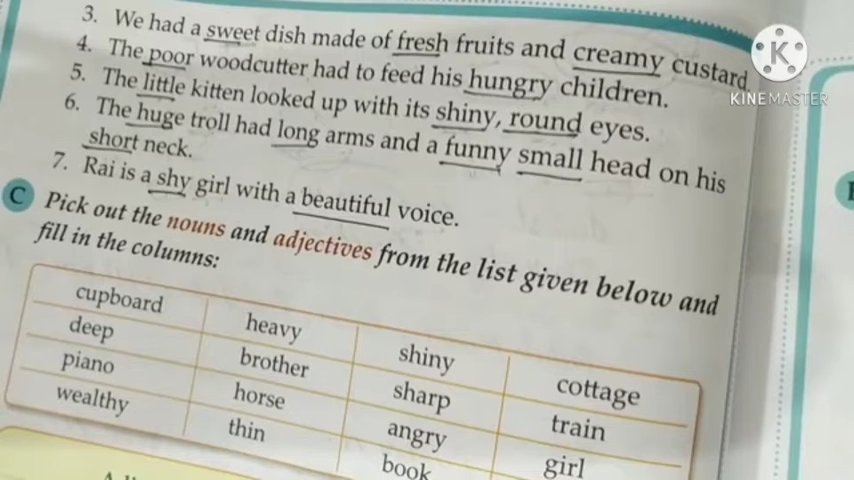 3. We had a sweet dish made of fresh fruits and creamy custard.
4. The poor woodcutter had to feed his hungry children.
5. The little kitten looked up with its shiny, round eyes.
6. The huge troll had long arms and a funny small head on his
short neck.
7. Rai is a shy girl with a beautiful voice.
C Pick out the nouns and adjectives from the list given below and
fill in the columns:
cupboard heavy shiny cottage
deep brother sharp train
piano horse angry girl
wealthy thin book
K
KINEMASTER